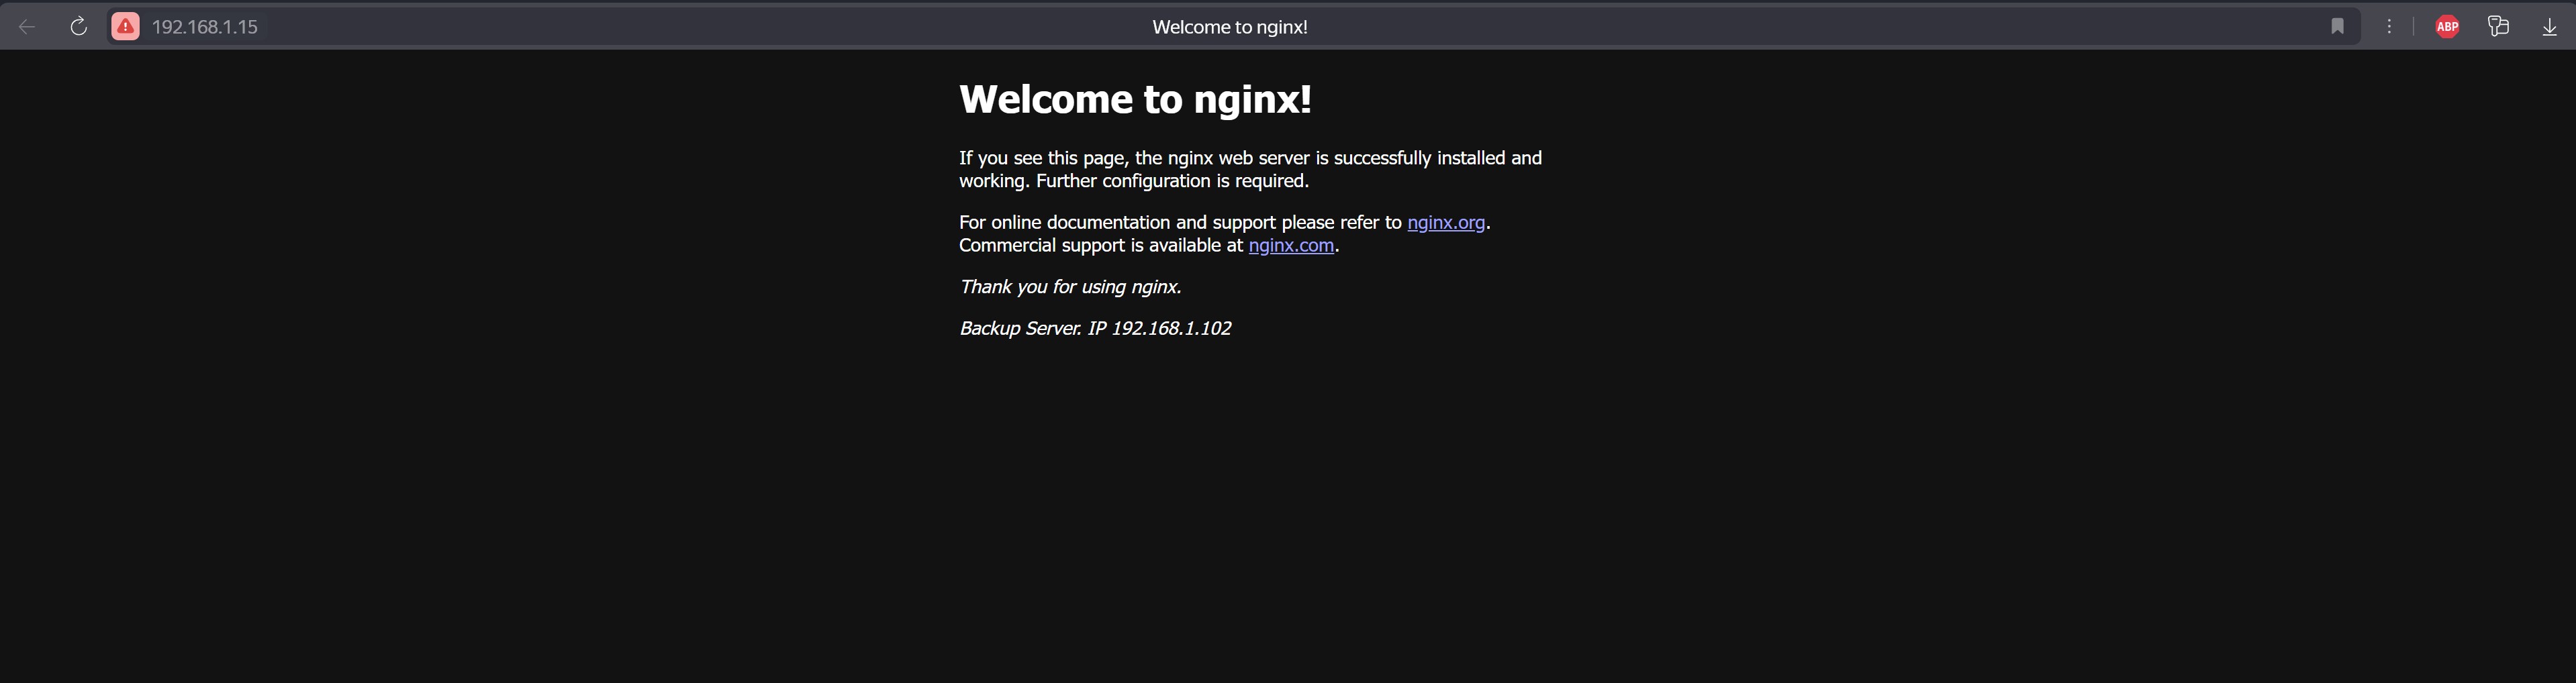 192.168.1.15
Welcome to nginx!
ABP
Welcome to nginx!
If you see this page, the nginx web server is successfully installed and
working. Further configuration is required.
For online documentation and support please refer to nginx.org.
Commercial support is available at nginx.com.
Thank you for using nginx.
Backup Server. IP 192.168.1.102